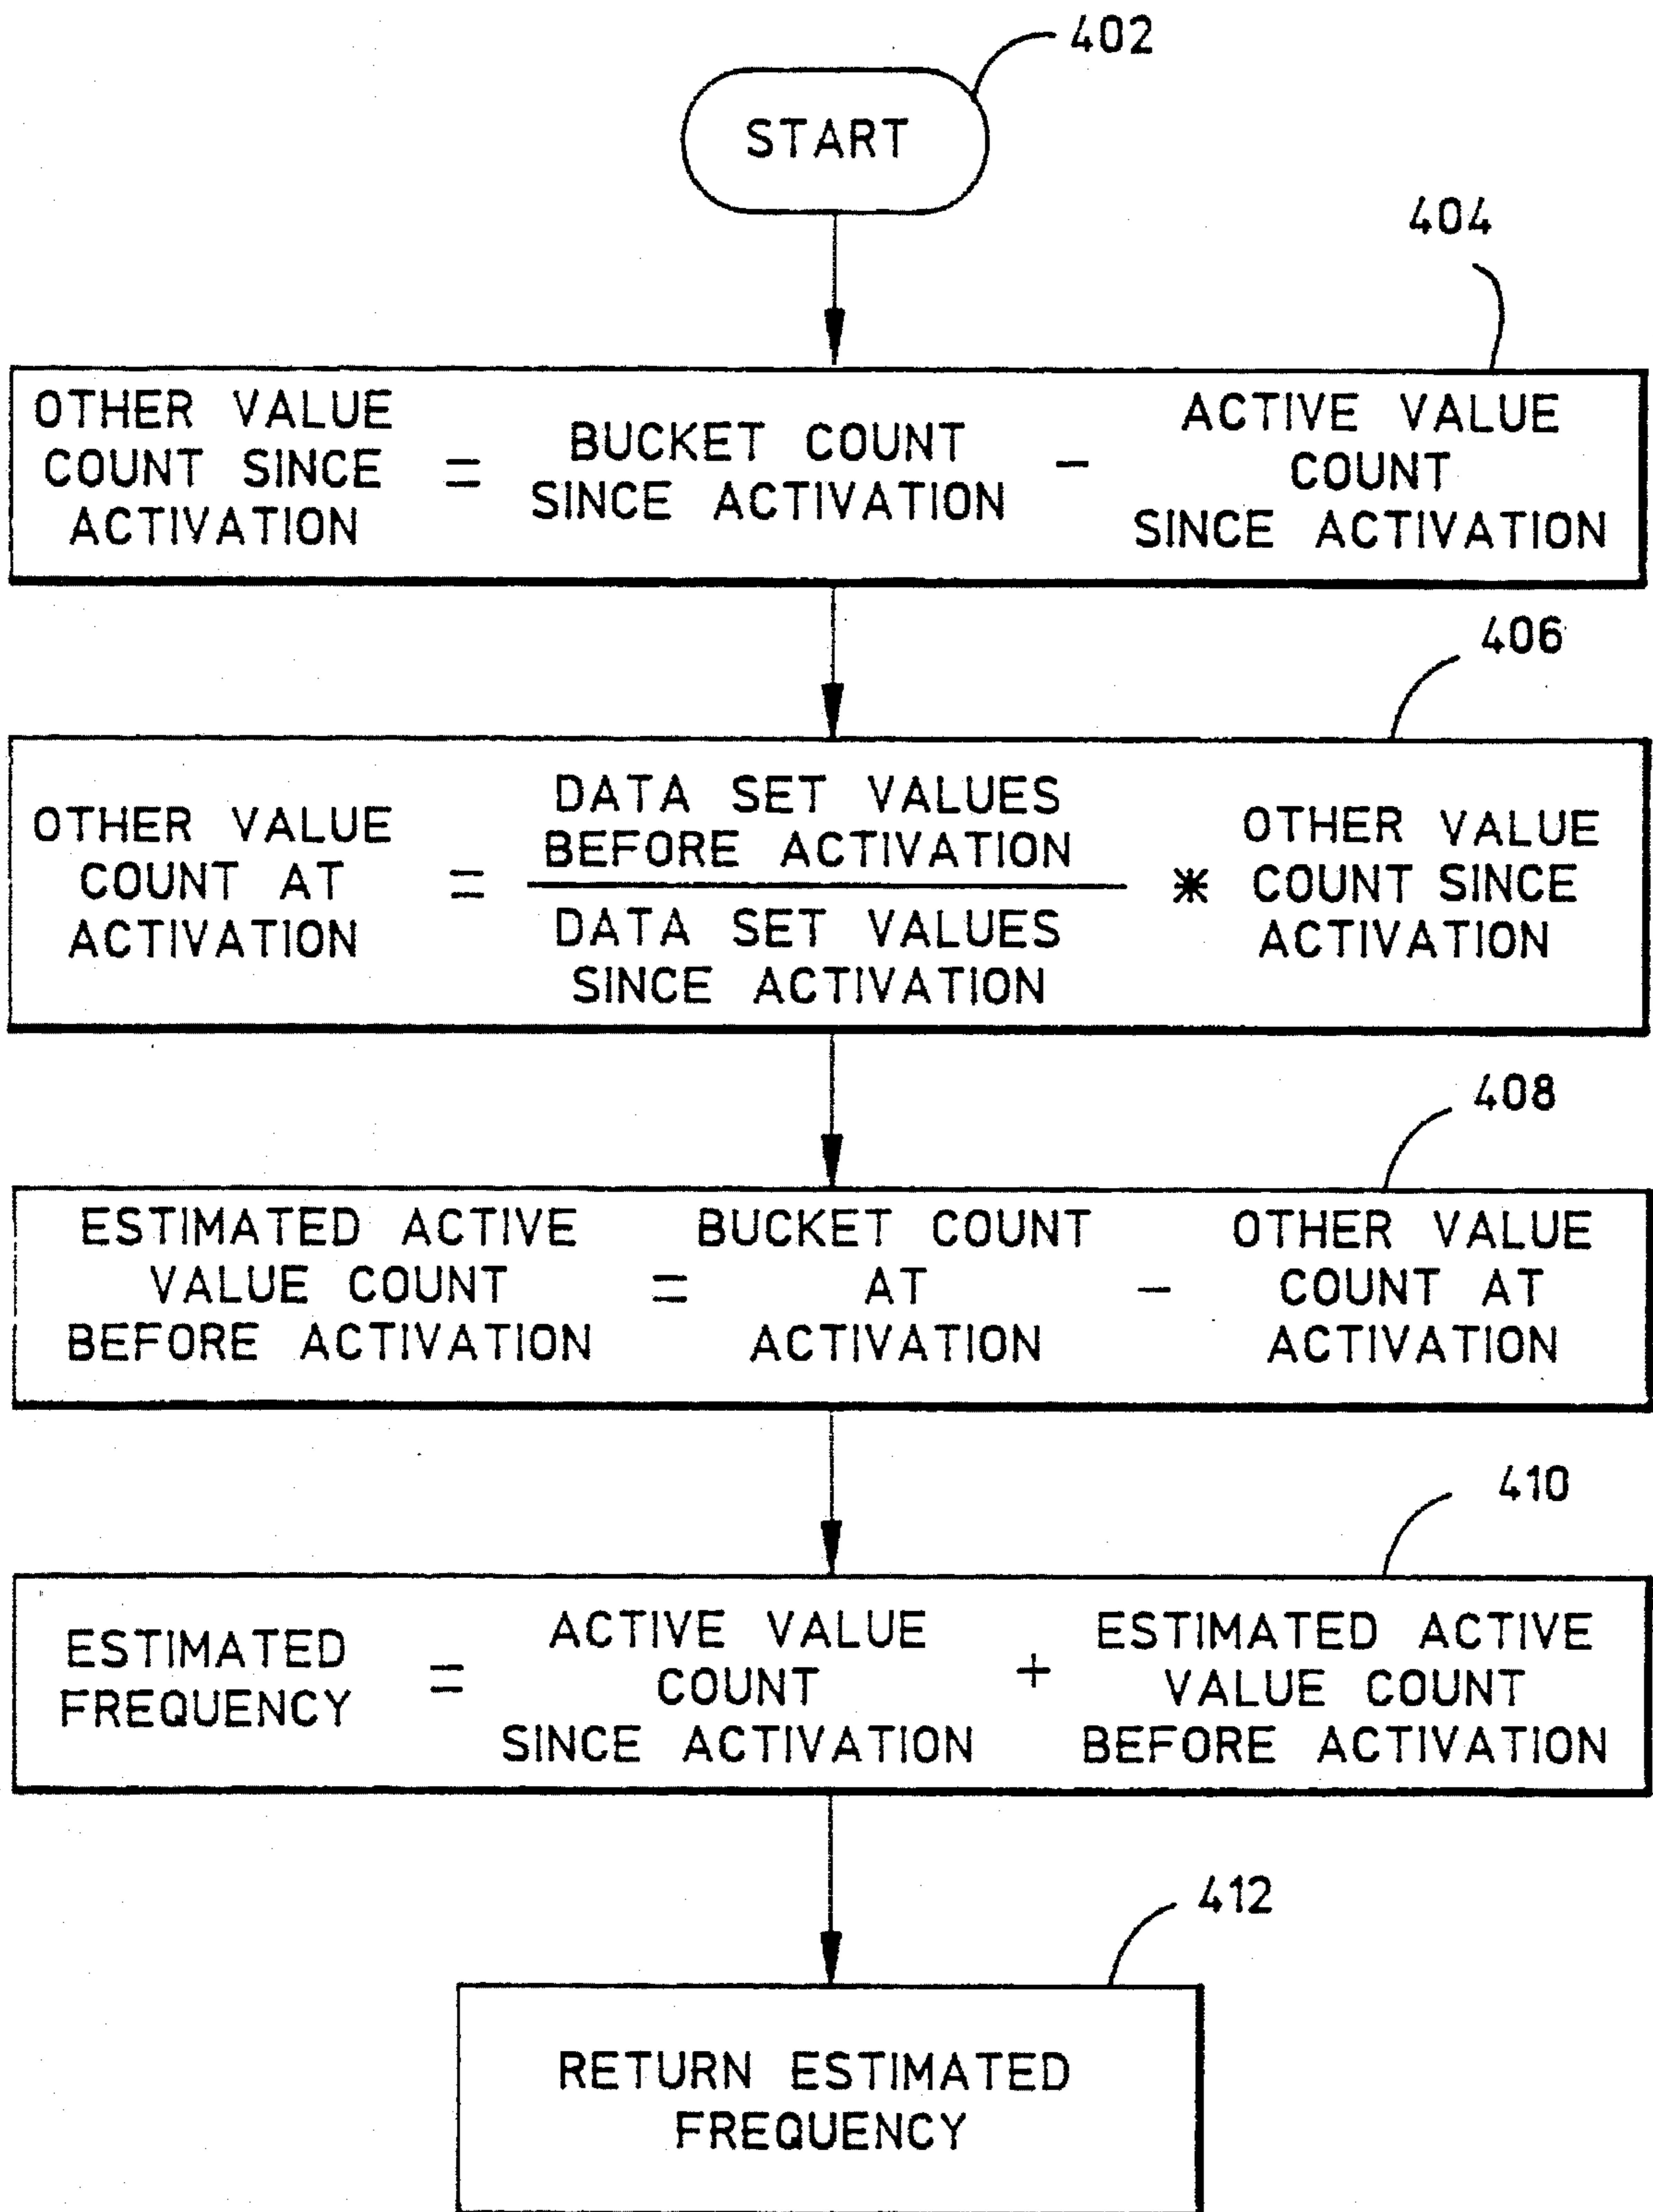 402
START
404
OTHER VALUE
COUNT SINCE
ACTIVATION
=
BUCKET COUNT
SINCE ACTIVATION
-
ACTIVE VALUE
COUNT
SINCE ACTIVATION
406
OTHER VALUE
COUNT AT
ACTIVATION
=
DATA SET VALUES
BEFORE ACTIVATION
DATA SET VALUES
SINCE ACTIVATION
*
OTHER VALUE
COUNT SINCE
ACTIVATION
408
ESTIMATED ACTIVE
VALUE COUNT
BEFORE ACTIVATION
=
BUCKET COUNT
AT
ACTIVATION
-
OTHER VALUE
COUNT AT
ACTIVATION
410
ESTIMATED
FREQUENCY
=
ACTIVE VALUE
COUNT
SINCE ACTIVATION
+
ESTIMATED ACTIVE
VALUE COUNT
BEFORE ACTIVATION
412
RETURN ESTIMATED
FREQUENCY